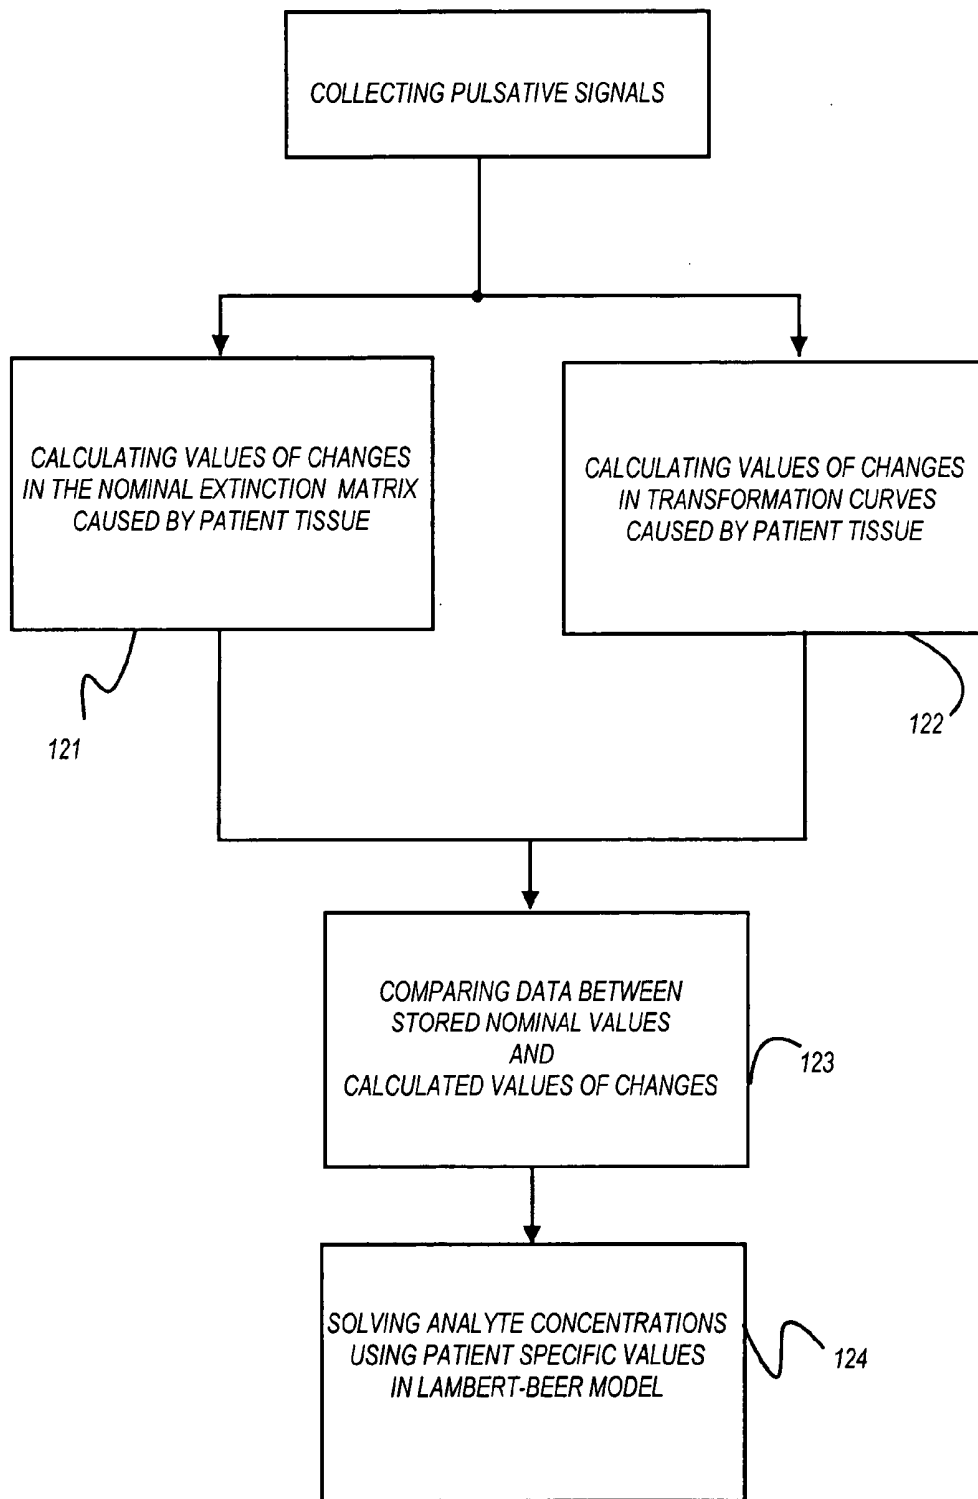 COLLECTING PULSATIVE SIGNALS
CALCULATING VALUES OF CHANGES
IN THE NOMINAL EXTINCTION MATRIX
CAUSED BY PATIENT TISSUE
CALCULATING VALUES OF CHANGES
IN TRANSFORMATION CURVES
CAUSED BY PATIENT TISSUE
121
122
COMPARING DATA BETWEEN
STORED NOMINAL VALUES
AND
CALCULATED VALUES OF CHANGES
123
SOLVING ANALYTE CONCENTRATIONS
USING PATIENT SPECIFIC VALUES
IN LAMBERT-BEER MODEL
124